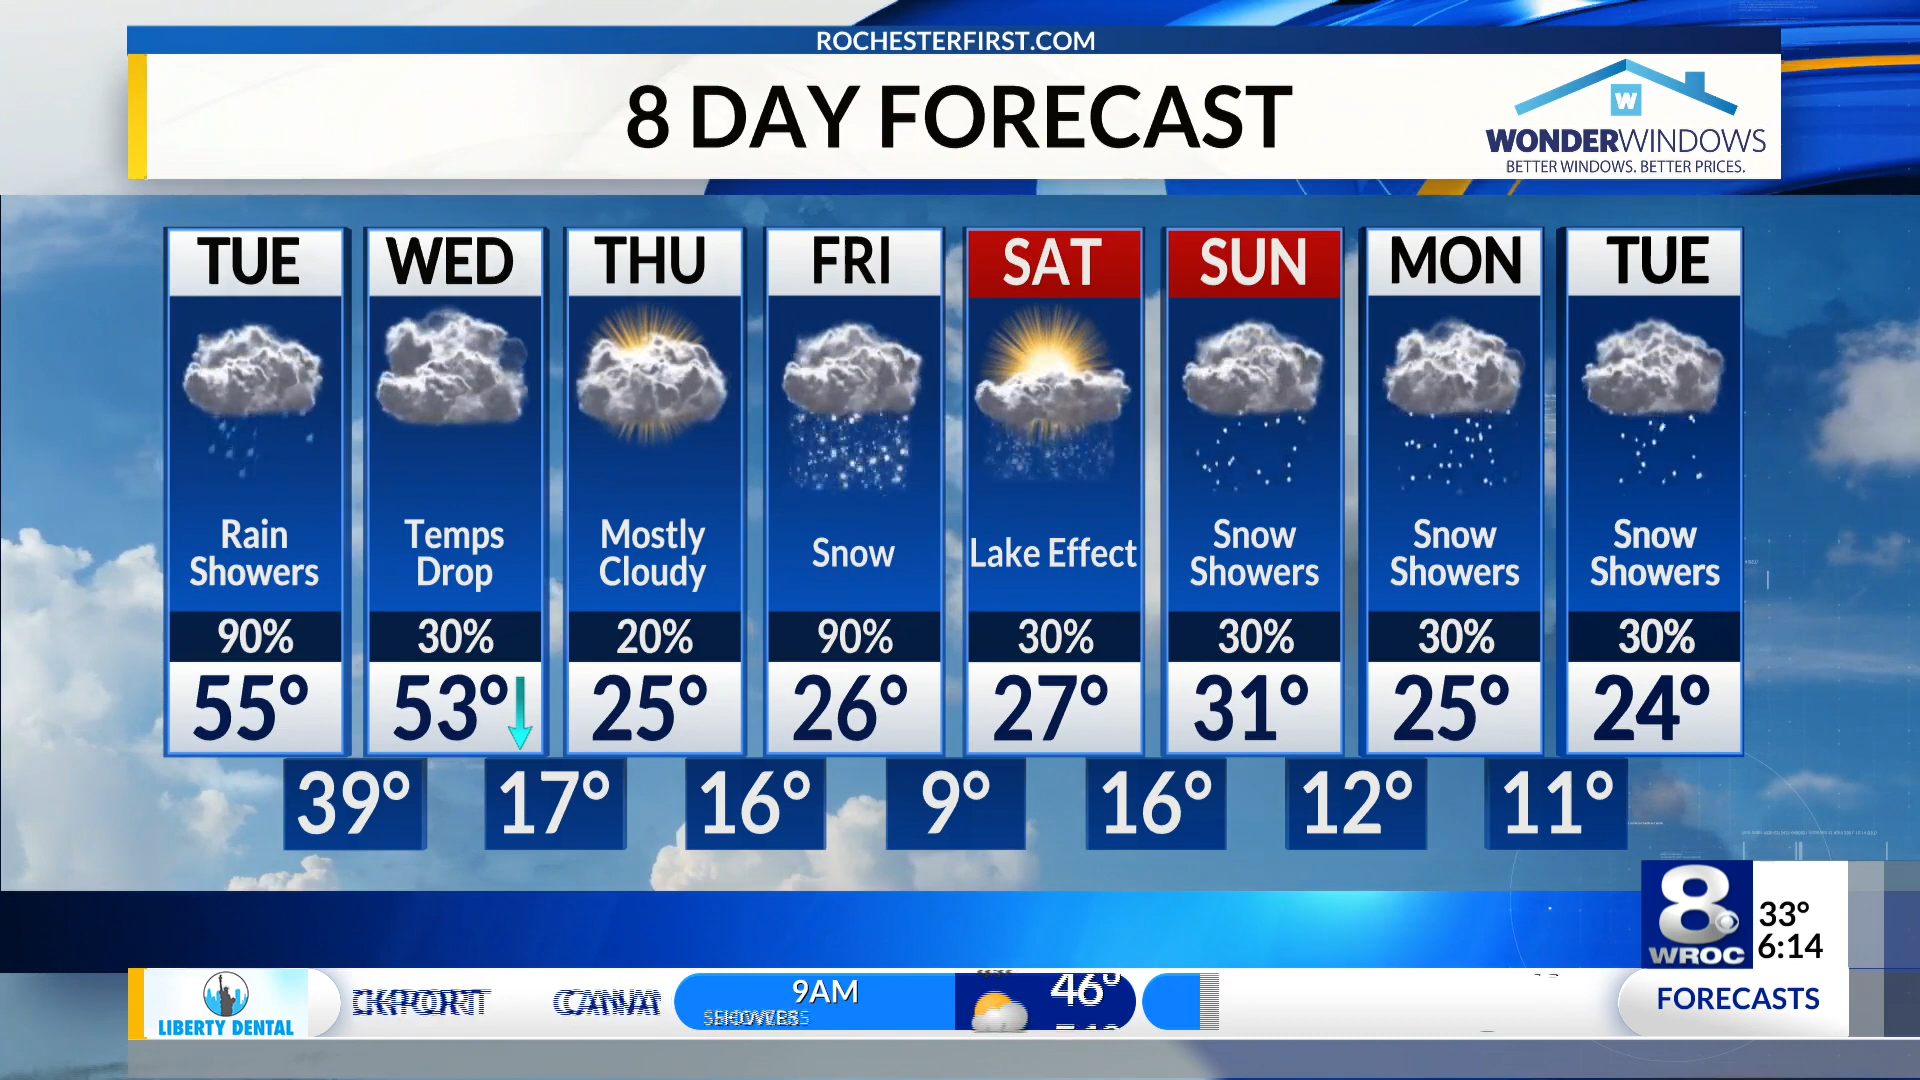 ROCHESTERFIRST.COM
8 DAY FORECAST
W
WONDERWINDOWS
BETTER WINDOWS. BETTER PRICES.
TUE WED THU FRI SAT SUN MON TUE
Rain Showers
Temps Drop
Mostly Cloudy
Snow
Lake Effect
Snow Showers
Snow Showers
Snow Showers
90% 30% 20% 90% 30% 30% 30% 30%
55° 53° 25° 26° 27° 31° 25° 24°
39° 17° 16° 9° 16° 12° 11°
8
WROC
33°
6:14
LIBERTY DENTAL
9AM
46°
FORECASTS